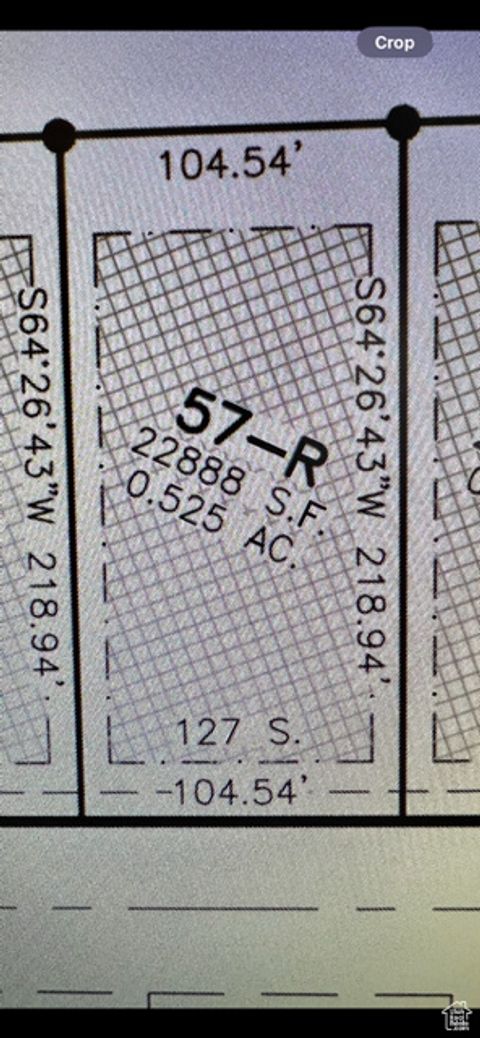 Crop
104.54'
S64°26'43"W 218.94'
S64°26'43"W 218.94'
57-R
22888 S.F.
0.525 AC.
127 S.
104.54'